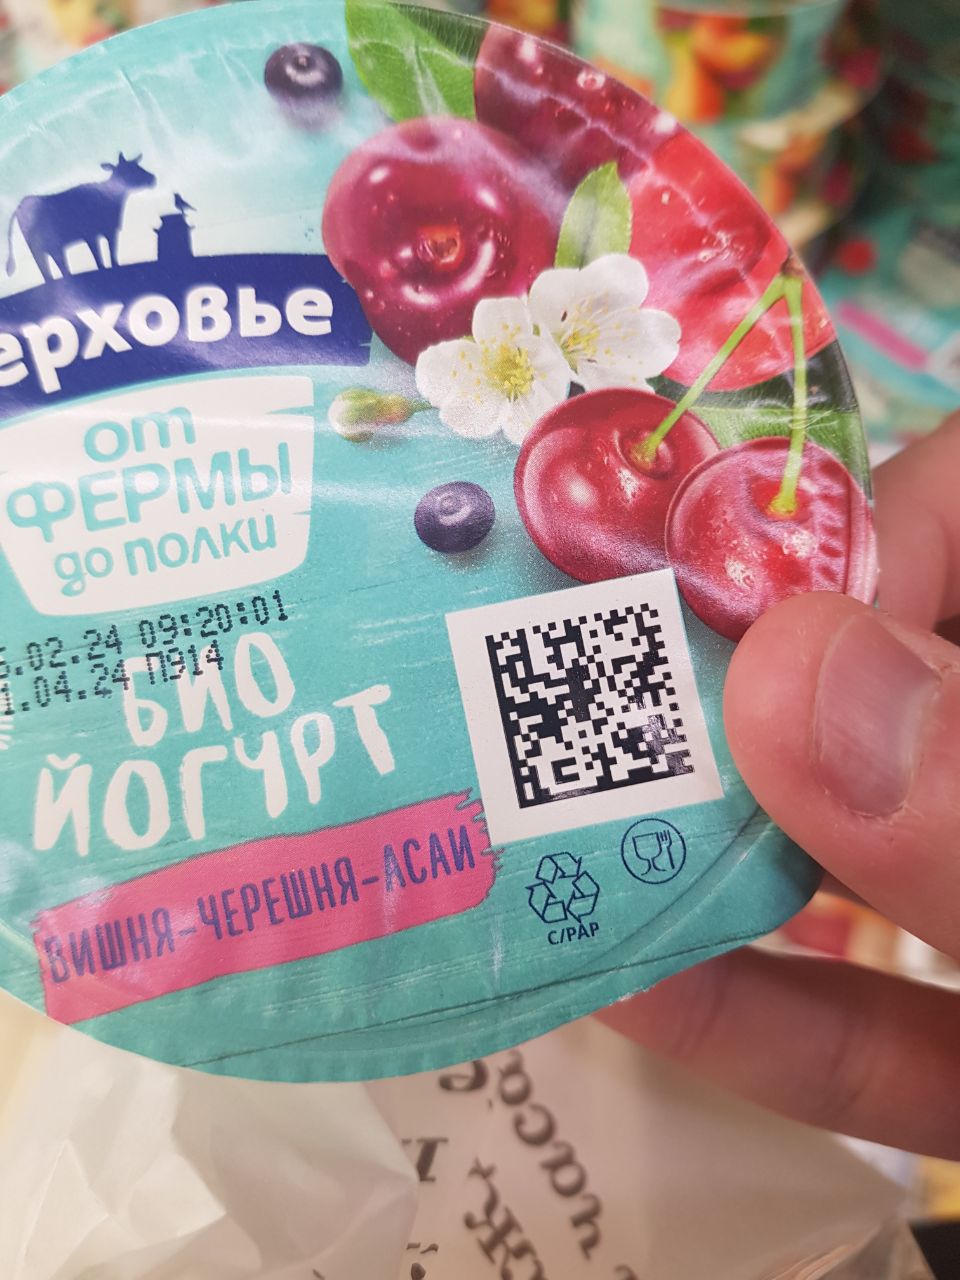 ерховье
от
ФЕРМЫ
до полки
.02.24 09:20:01
.04.24 П914
БИО
ЙОГУРТ
ВИШНЯ-ЧЕРЕШНЯ-АСАИ
C/PAP